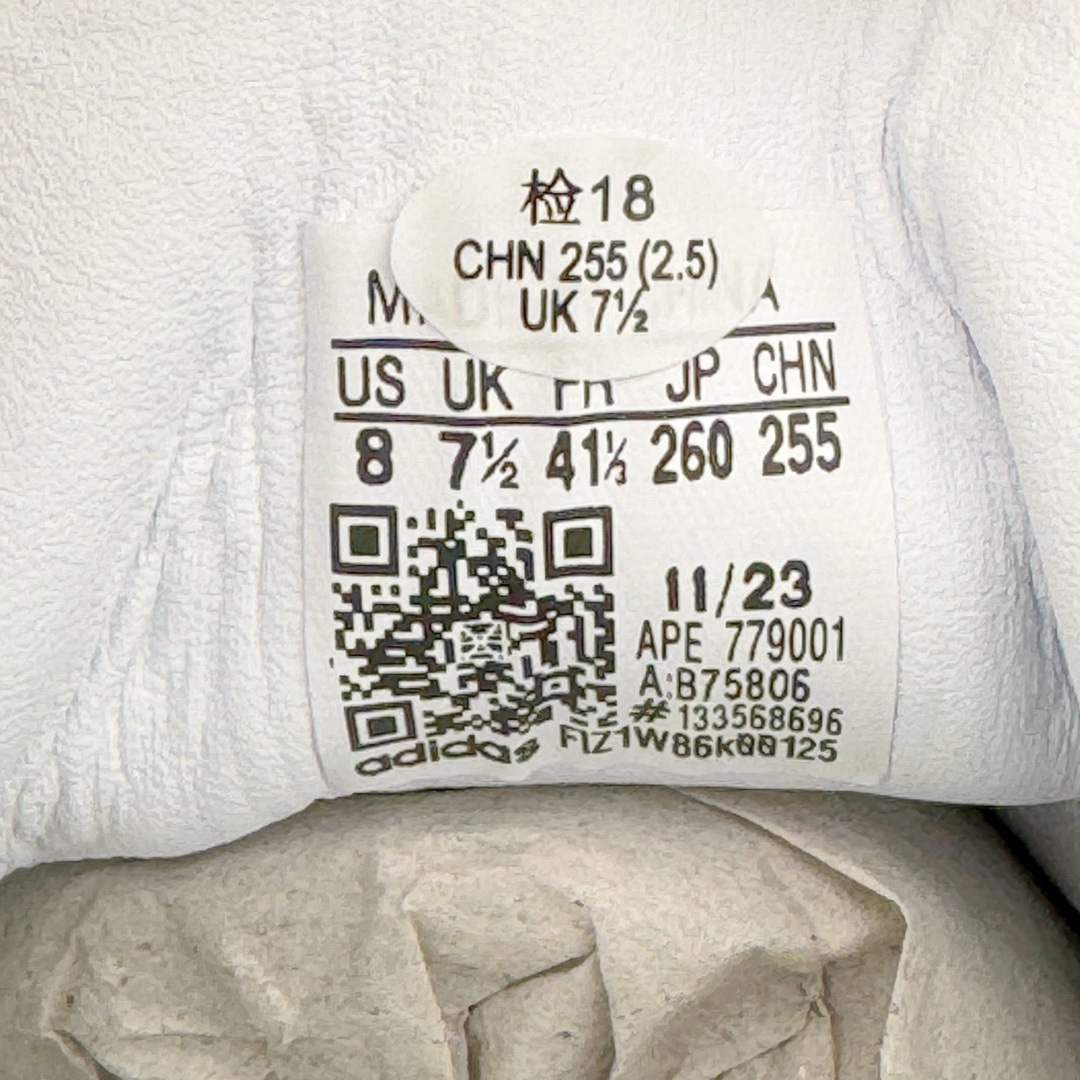 检18
CHN 255 (2.5)
UK 7½
US UK FR JP CHN
8 7½ 41⅓ 260 255
11/23
APE 779001
A:B75806
# 133568696
FIZ1W86k00125
adidas